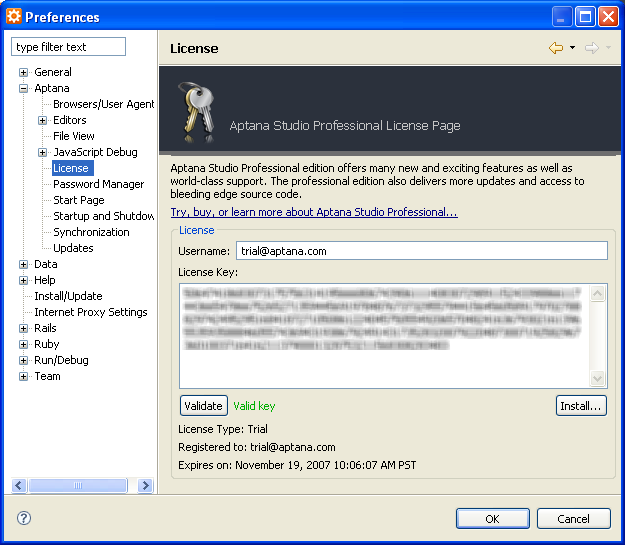 Preferences
type filter text
General
Aptana
Browsers/User Agent
Editors
File View
JavaScript Debug
License
Password Manager
Start Page
Startup and Shutdow
Synchronization
Updates
Data
Help
Install/Update
Internet Proxy Settings
Rails
Ruby
Run/Debug
Team
License
Aptana Studio Professional License Page
Aptana Studio Professional edition offers many new and exciting features as well as
world-class support. The professional edition also delivers more updates and access to
bleeding edge source code.
Try, buy, or learn more about Aptana Studio Professional...
License
Username: trial@aptana.com
License Key:
Validate Valid key Install...
License Type: Trial
Registered to: trial@aptana.com
Expires on: November 19, 2007 10:06:07 AM PST
? OK Cancel